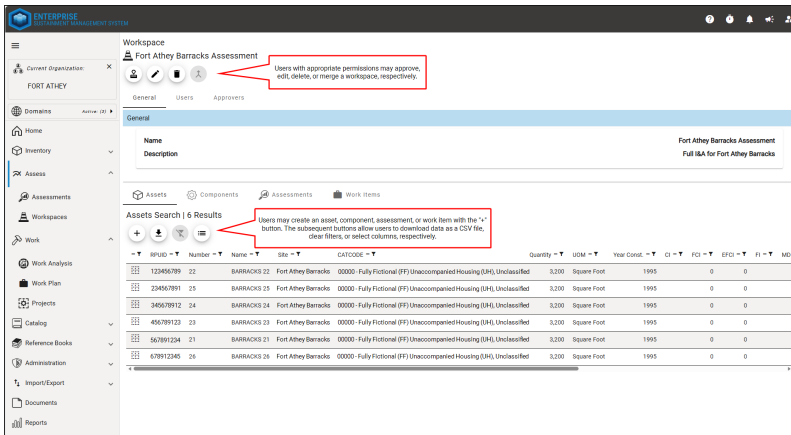 ENTERPRISE
SUSTAINMENT MANAGEMENT SYSTEM
Current Organization:
FORT ATHEY
Domains Active: (2)
Home
Inventory
Assess
Assessments
Workspaces
Work
Work Analysis
Work Plan
Projects
Catalog
Reference Books
Administration
Import/Export
Documents
Reports
Workspace
Fort Athey Barracks Assessment
Users with appropriate permissions may approve,
edit, delete, or merge a workspace, respectively.
General Users Approvers
General
Name Fort Athey Barracks Assessment
Description Full I&A for Fort Athey Barracks
Assets Components Assessments Work Items
Assets Search | 6 Results
Users may create an asset, component, assessment, or work item with the "+"
button. The subsequent buttons allow users to download data as a CSV file,
clear filters, or select columns, respectively.
RPUID Number Name Site CATCODE Quantity UOM Year Const. CI FCI EFCI FI MD
123456789 22 BARRACKS 22 Fort Athey Barracks 00000 - Fully Fictional (FF) Unaccompanied Housing (UH), Unclassified 3,200 Square Foot 1995 0 0
234567891 25 BARRACKS 25 Fort Athey Barracks 00000 - Fully Fictional (FF) Unaccompanied Housing (UH), Unclassified 3,200 Square Foot 1995 0 0
345678912 24 BARRACKS 24 Fort Athey Barracks 00000 - Fully Fictional (FF) Unaccompanied Housing (UH), Unclassified 3,200 Square Foot 1995 0 0
456789123 23 BARRACKS 23 Fort Athey Barracks 00000 - Fully Fictional (FF) Unaccompanied Housing (UH), Unclassified 3,200 Square Foot 1995 0 0
567891234 21 BARRACKS 21 Fort Athey Barracks 00000 - Fully Fictional (FF) Unaccompanied Housing (UH), Unclassified 3,200 Square Foot 1995 0 0
678912345 26 BARRACKS 26 Fort Athey Barracks 00000 - Fully Fictional (FF) Unaccompanied Housing (UH), Unclassified 3,200 Square Foot 1995 0 0